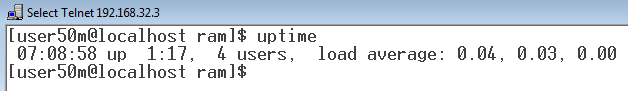 Select Telnet 192.168.32.3
[user50m@localhost ram]$ uptime
 07:08:58 up  1:17,  4 users,  load average: 0.04, 0.03, 0.00
[user50m@localhost ram]$